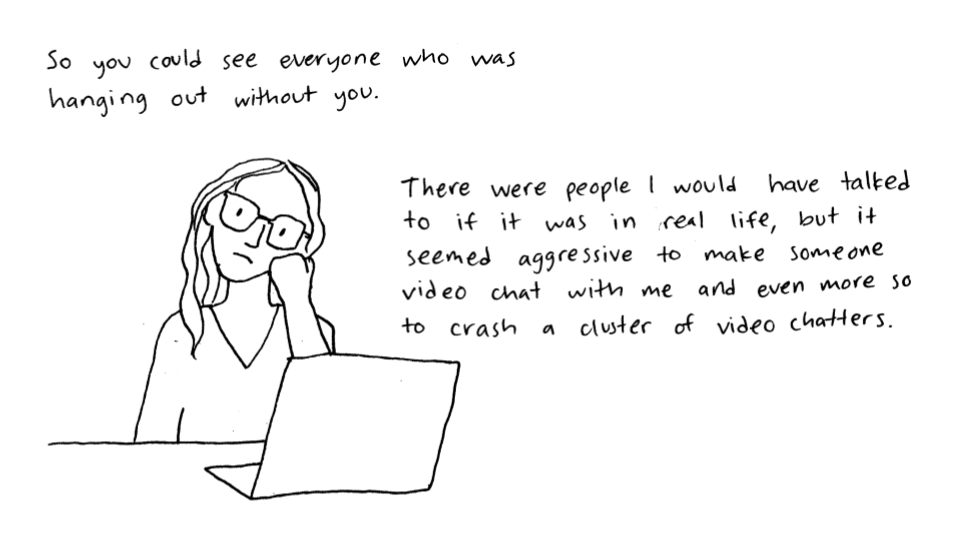 So you could see everyone who was
hanging out without you.
There were people I would have talked
to if it was in real life, but it
seemed aggressive to make someone
video chat with me and even more so
to crash a cluster of video chatters.